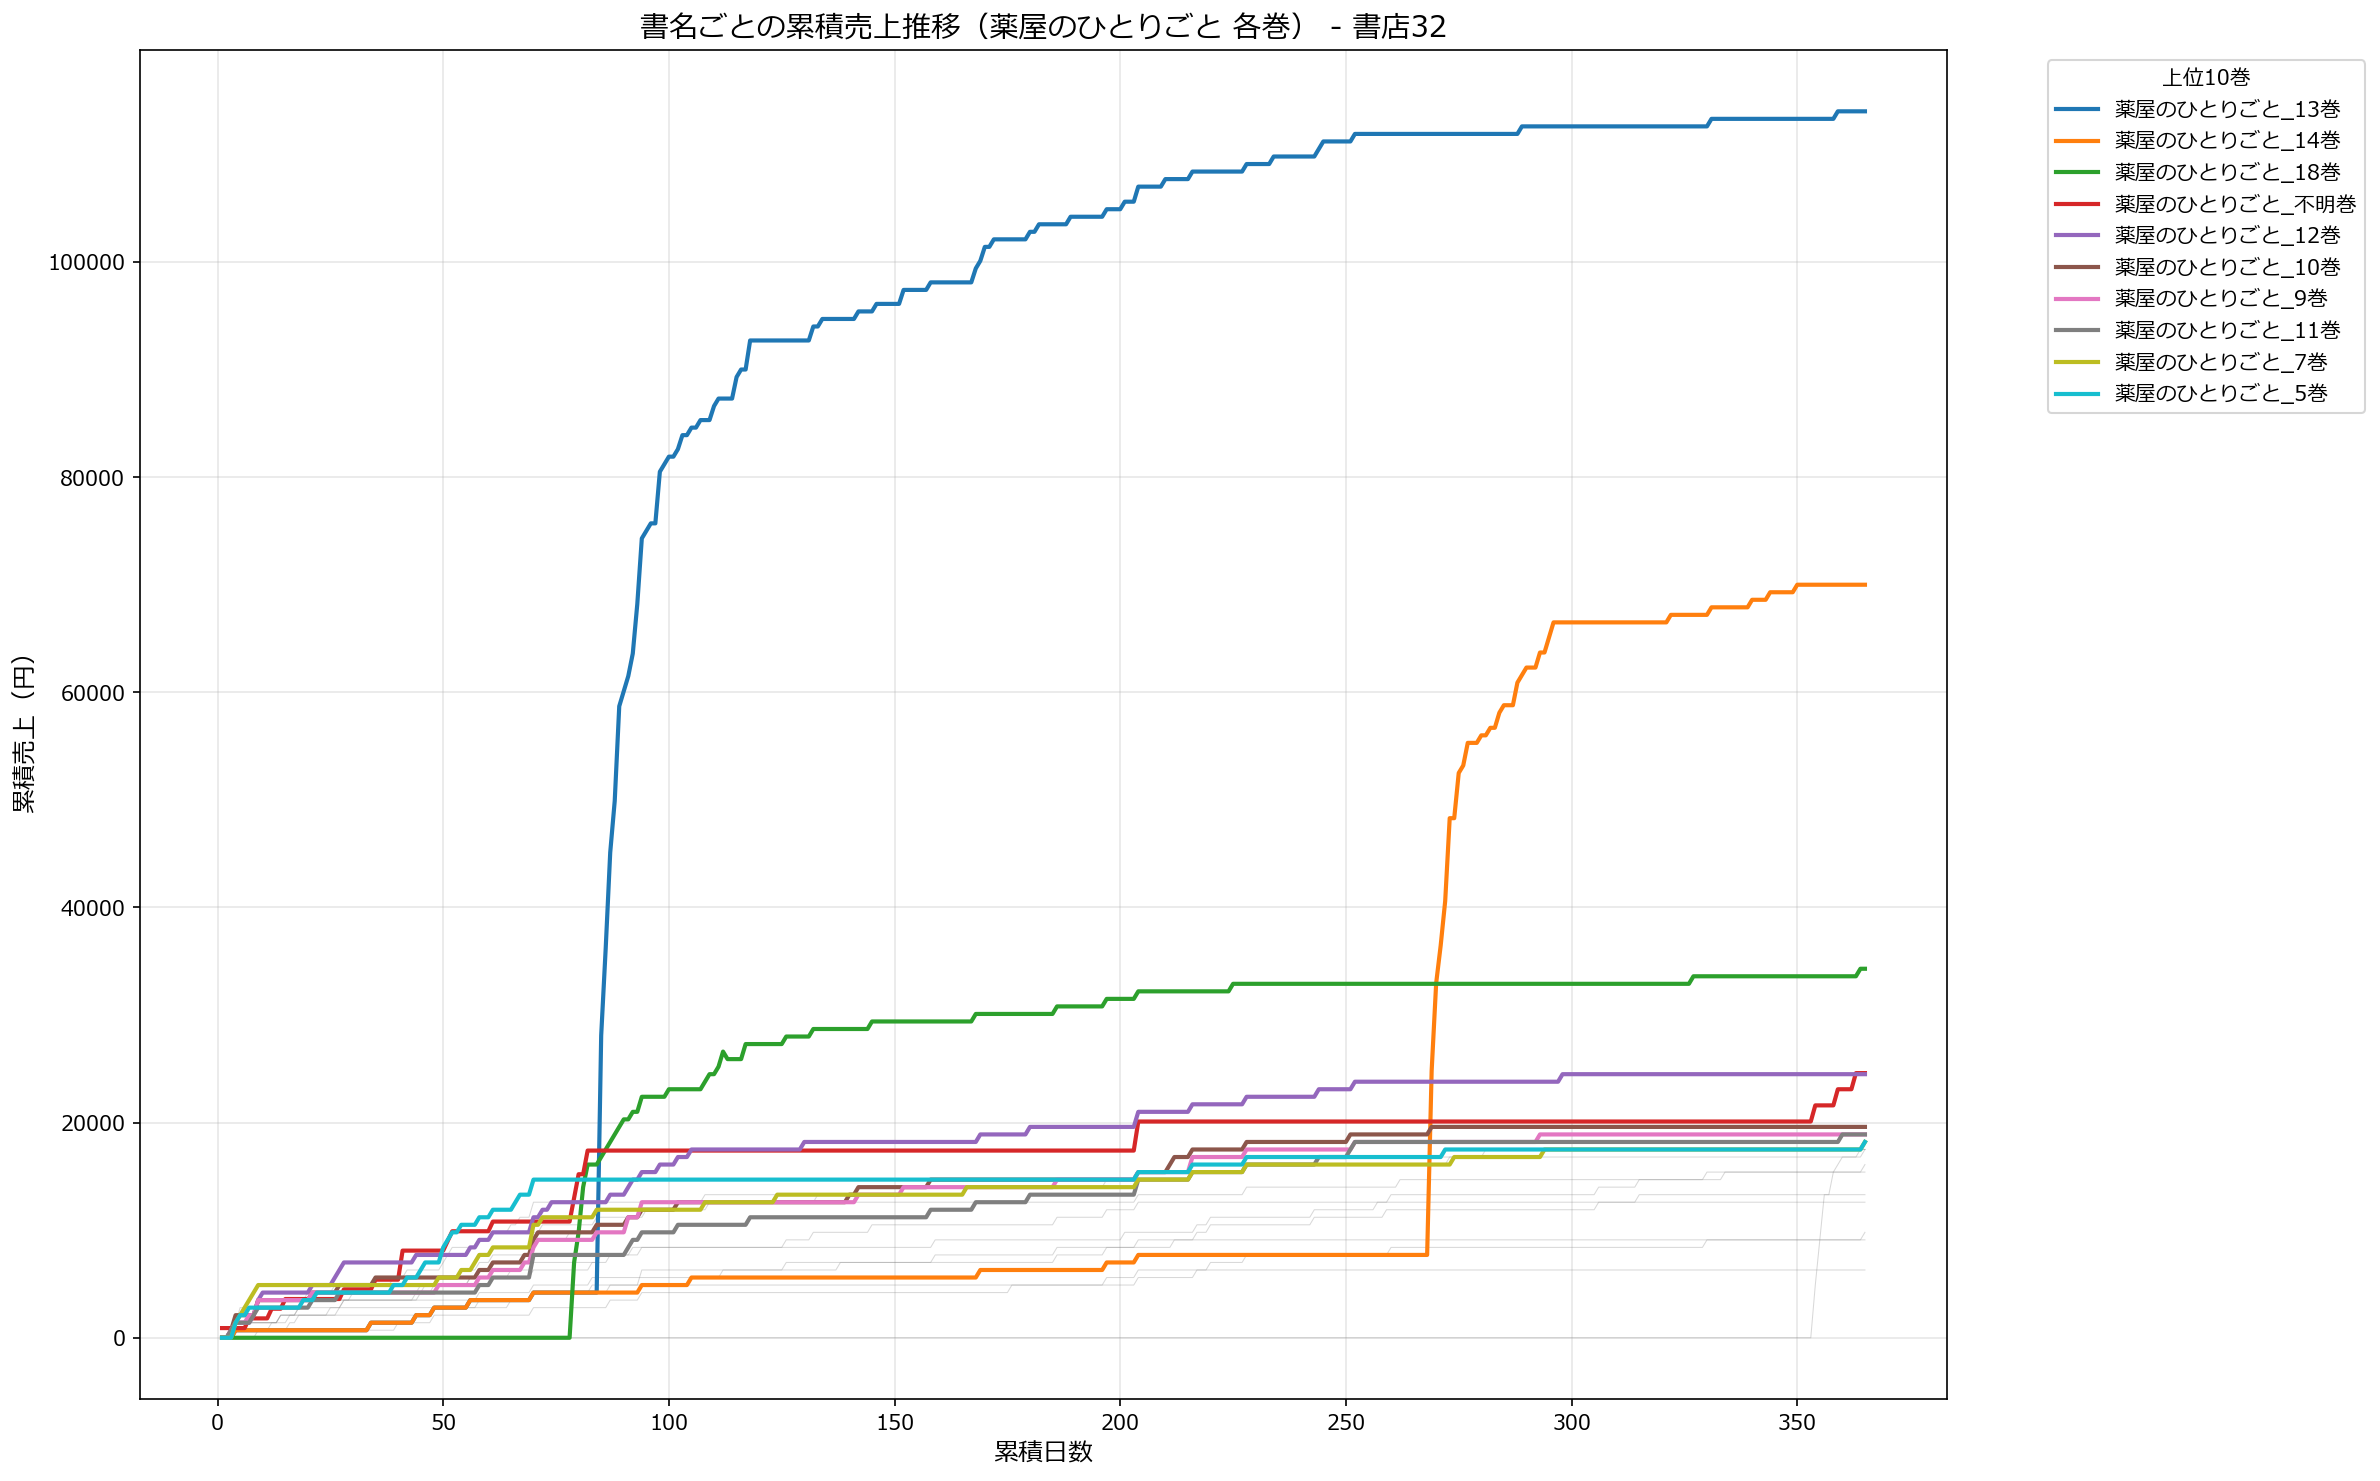 書名ごとの累積売上推移（薬屋のひとりごと 各巻） - 書店32
上位10巻
薬屋のひとりごと_13巻
薬屋のひとりごと_14巻
薬屋のひとりごと_18巻
薬屋のひとりごと_不明巻
薬屋のひとりごと_12巻
薬屋のひとりごと_10巻
薬屋のひとりごと_9巻
薬屋のひとりごと_11巻
薬屋のひとりごと_7巻
薬屋のひとりごと_5巻
累積売上（円）
100000
80000
60000
40000
20000
0
0 50 100 150 200 250 300 350
累積日数